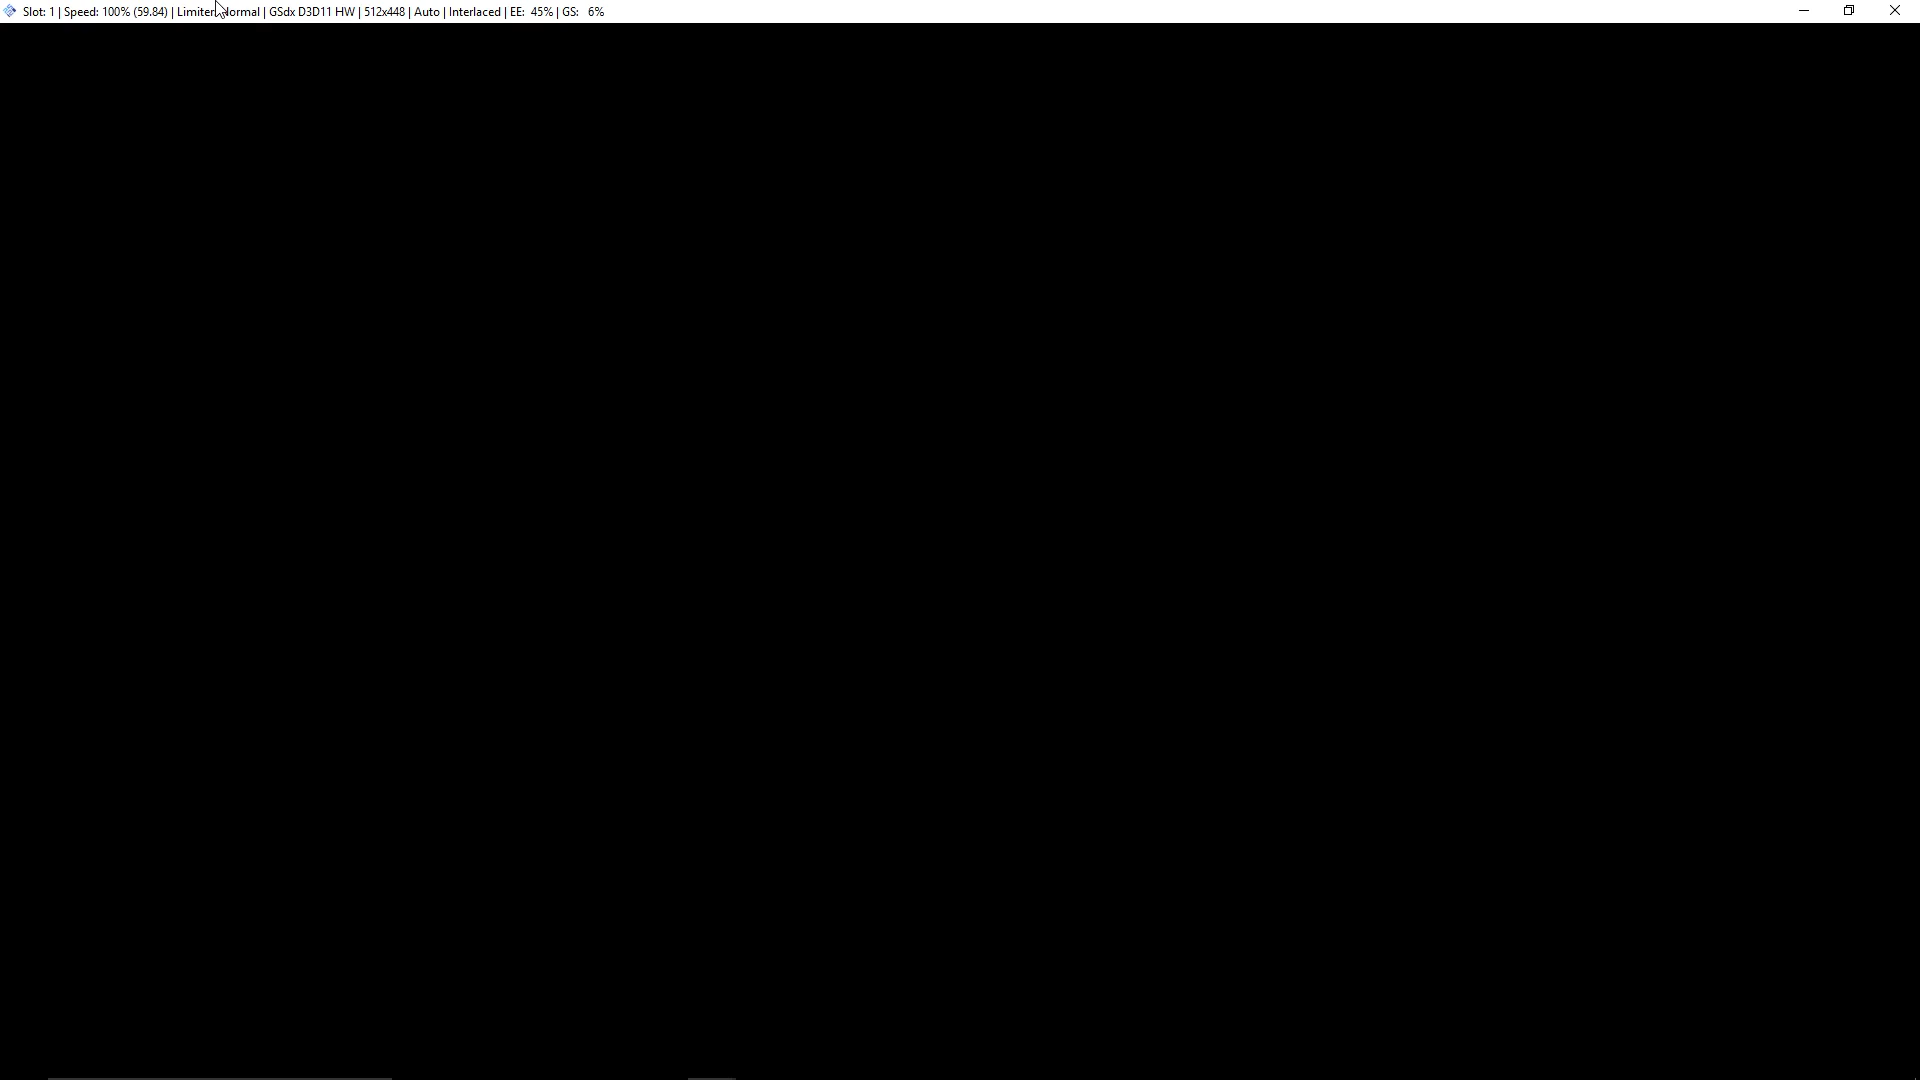 Slot: 1 | Speed: 100% (59.84) | Limiter: Normal | GSdx D3D11 HW | 512x448 | Auto | Interlaced | EE: 45% | GS: 6%